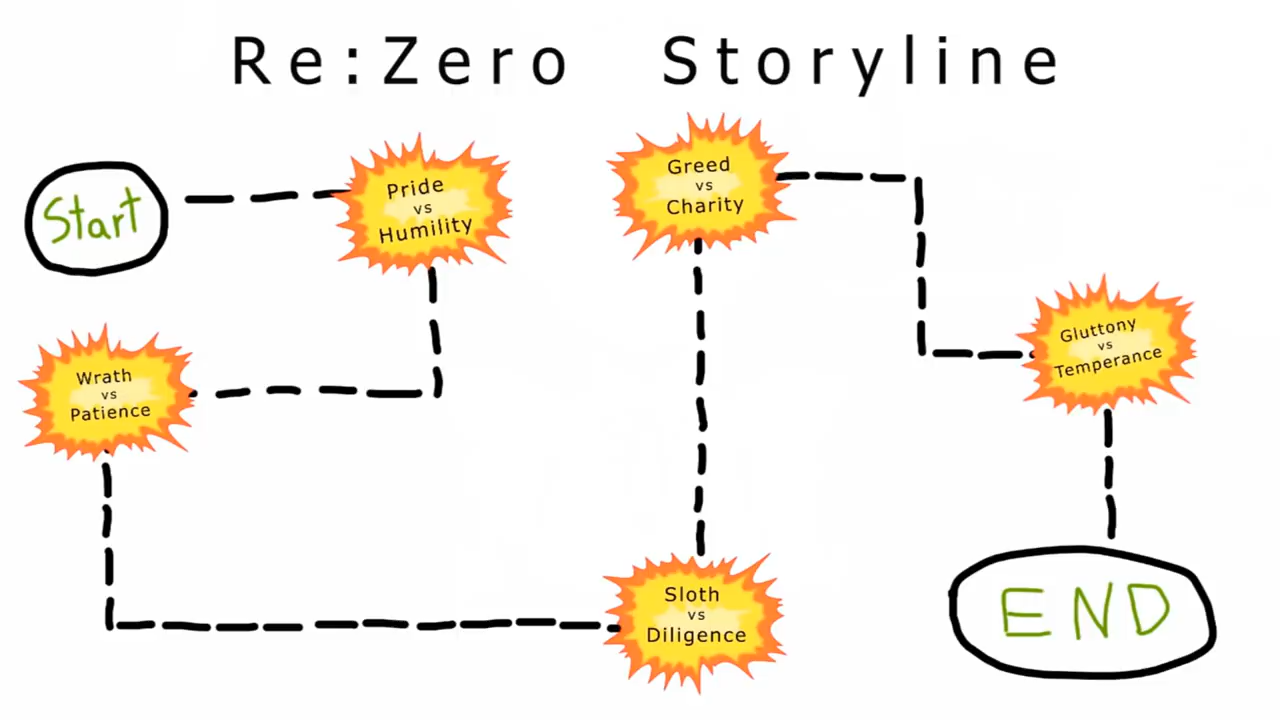 Re:Zero Storyline
Start
Pride
vs
Humility
Greed
vs
Charity
Wrath
vs
Patience
Gluttony
vs
Temperance
Sloth
vs
Diligence
END